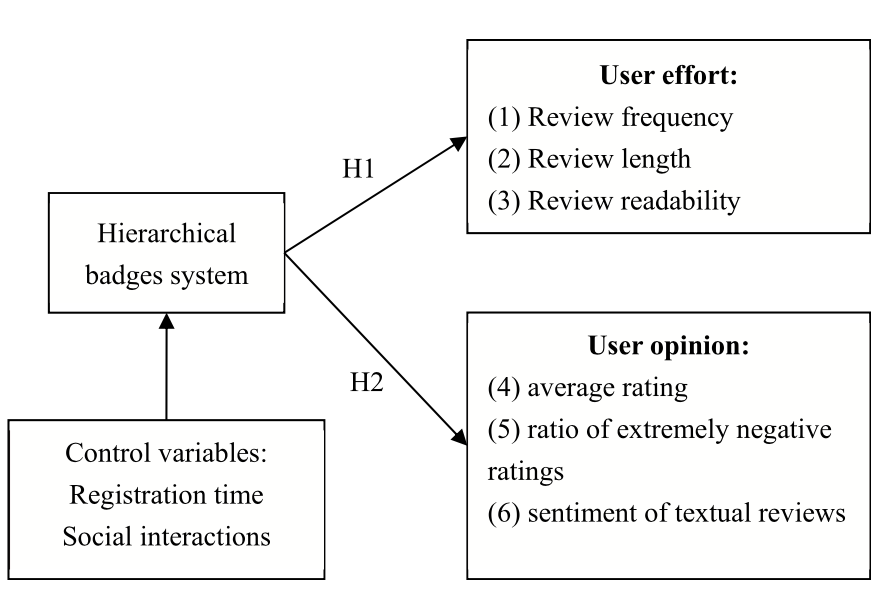 User effort:
(1) Review frequency
(2) Review length
(3) Review readability
H1
Hierarchical
badges system
H2
User opinion:
(4) average rating
(5) ratio of extremely negative
ratings
(6) sentiment of textual reviews
Control variables:
Registration time
Social interactions